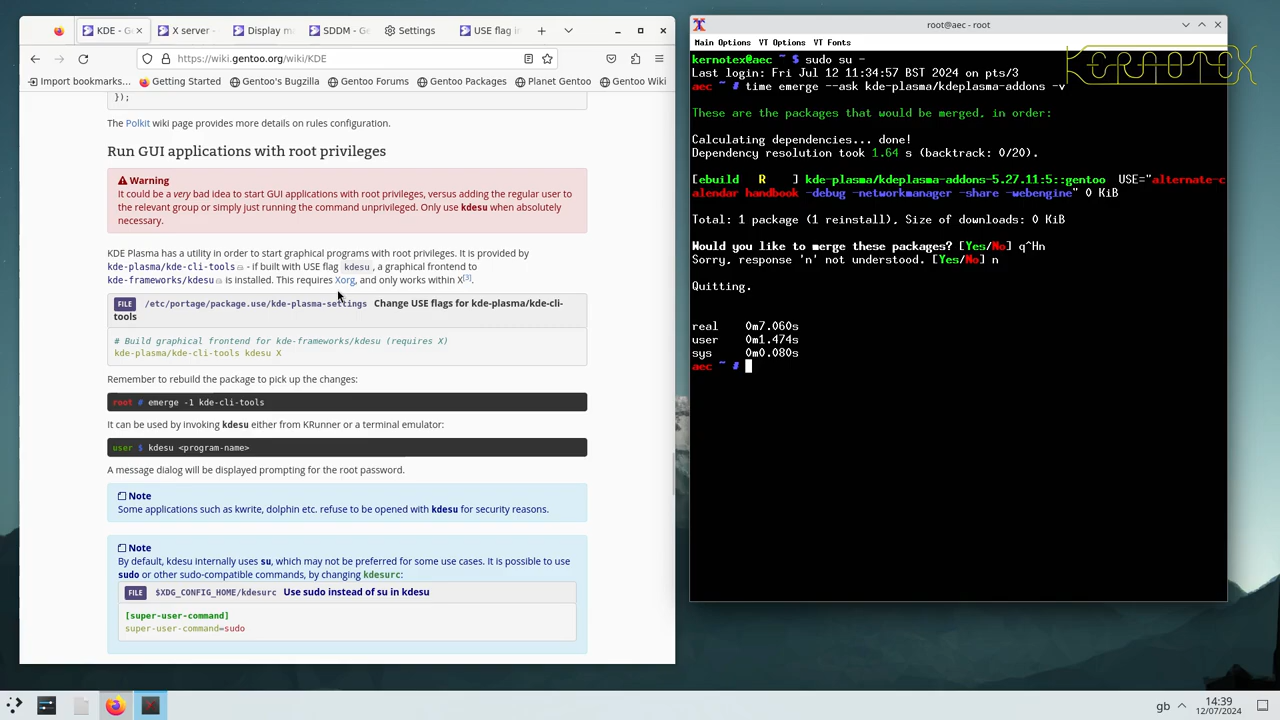 KDE - G
X server -
Display m
SDDM - Ge
Settings
USE flag i
https://wiki.gentoo.org/wiki/KDE
Import bookmarks...
Getting Started
Gentoo's Bugzilla
Gentoo Forums
Gentoo Packages
Planet Gentoo
Gentoo Wiki
});
The Polkit wiki page provides more details on rules configuration.
Run GUI applications with root privileges
Warning
It could be a very bad idea to start GUI applications with root privileges, versus adding a regular user to
the relevant group or simply just running the command unprivileged. Only use kdesu when absolutely
necessary.
KDE Plasma has a utility in order to start graphical programs with root privileges. It is provided by
kde-plasma/kde-cli-tools - if built with USE flag kdesu, a graphical frontend to
kde-frameworks/kdesu is installed. This requires Xorg, and only works within X[3].
FILE /etc/portage/package.use/kde-plasma-settings Change USE flags for kde-plasma/kde-cli-
tools
# Build graphical frontend for kde-frameworks/kdesu (requires X)
kde-plasma/kde-cli-tools kdesu X
Remember to rebuild the package to pick up the changes:
root # emerge -1 kde-cli-tools
It can be used by invoking kdesu either from KRunner or a terminal emulator:
user $ kdesu <program-name>
A message dialog will be displayed prompting for the root password.
Note
Some applications such as kwrite, dolphin etc. refuse to be opened with kdesu for security reasons.
Note
By default, kdesu internally uses su, which may not be preferred for some use cases. It is possible to use
sudo or other sudo-compatible commands, by changing kdesurc:
FILE $XDG_CONFIG_HOME/kdesurc Use sudo instead of su in kdesu
[super-user-command]
super-user-command=sudo
root@aec - root
Main Options VT Options VT Fonts
kernotex@aec ~ $ sudo su -
Last login: Fri Jul 12 11:34:57 BST 2024 on pts/3
aec ~ # time emerge --ask kde-plasma/kdeplasma-addons -v
These are the packages that would be merged, in order:
Calculating dependencies... done!
Dependency resolution took 1.64 s (backtrack: 0/20).
[ebuild   R    ] kde-plasma/kdeplasma-addons-5.27.11:5::gentoo  USE="alternate-c
alendar handbook -debug -networkmanager -share -webengine" 0 KiB
Total: 1 package (1 reinstall), Size of downloads: 0 KiB
Would you like to merge these packages? [Yes/No] q^Hn
Sorry, response 'n' not understood. [Yes/No] n
Quitting.
real    0m7.060s
user    0m1.474s
sys     0m0.080s
aec ~ #
KERNOTEX
gb
14:39
12/07/2024